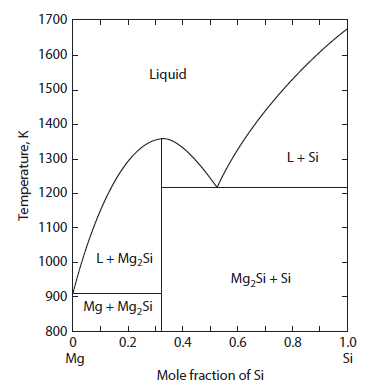 1700
1600
1500
1400
1300
1200
1100
1000
900
800
Temperature, K
Liquid
L + Si
L + Mg₂Si
Mg₂Si + Si
Mg + Mg₂Si
0 0.2 0.4 0.6 0.8 1.0
Mg Si
Mole fraction of Si